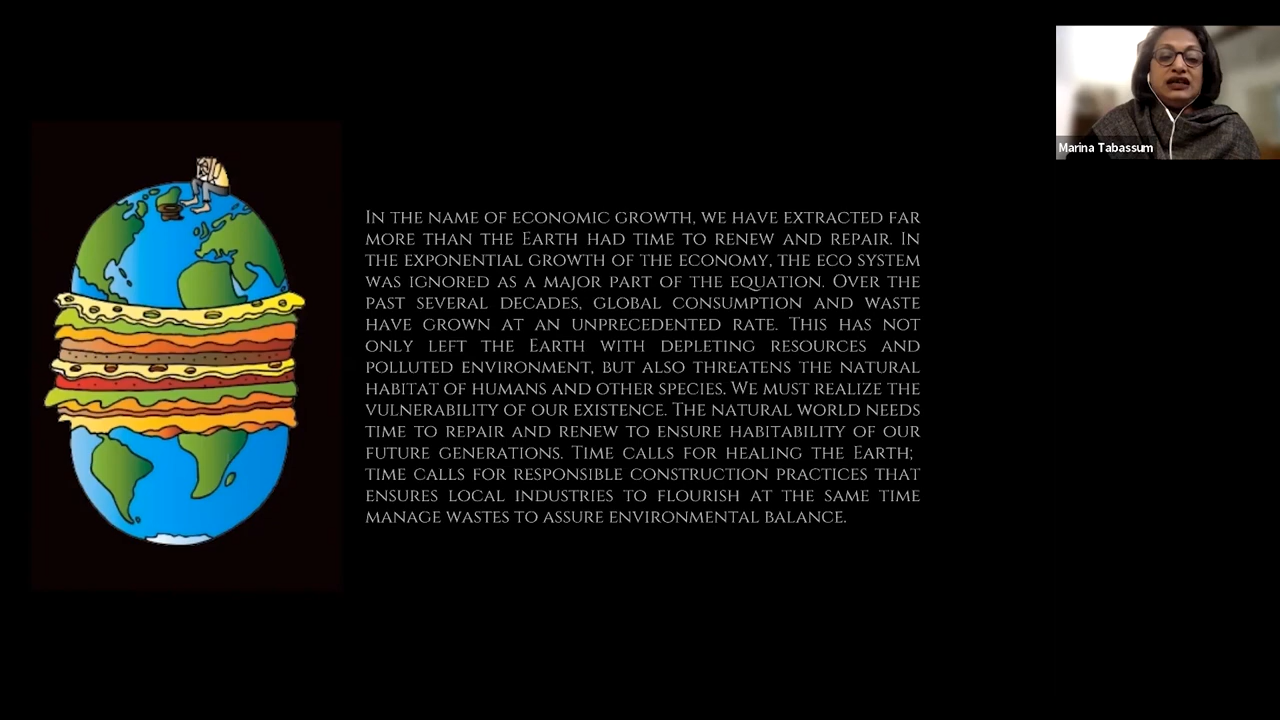 In the name of economic growth, we have extracted far
more than the Earth had time to renew and repair. In
the exponential growth of the economy, the eco system
was ignored as a major part of the equation. Over the
past several decades, global consumption and waste
have grown at an unprecedented rate. This has not
only left the Earth with depleting resources and
polluted environment, but also threatens the natural
habitat of humans and other species. We must realize the
vulnerability of our existence. The natural world needs
time to repair and renew to ensure habitability of our
future generations. Time calls for healing the Earth;
time calls for responsible construction practices that
ensures local industries to flourish at the same time
manage wastes to assure environmental balance.
Marina Tabassum